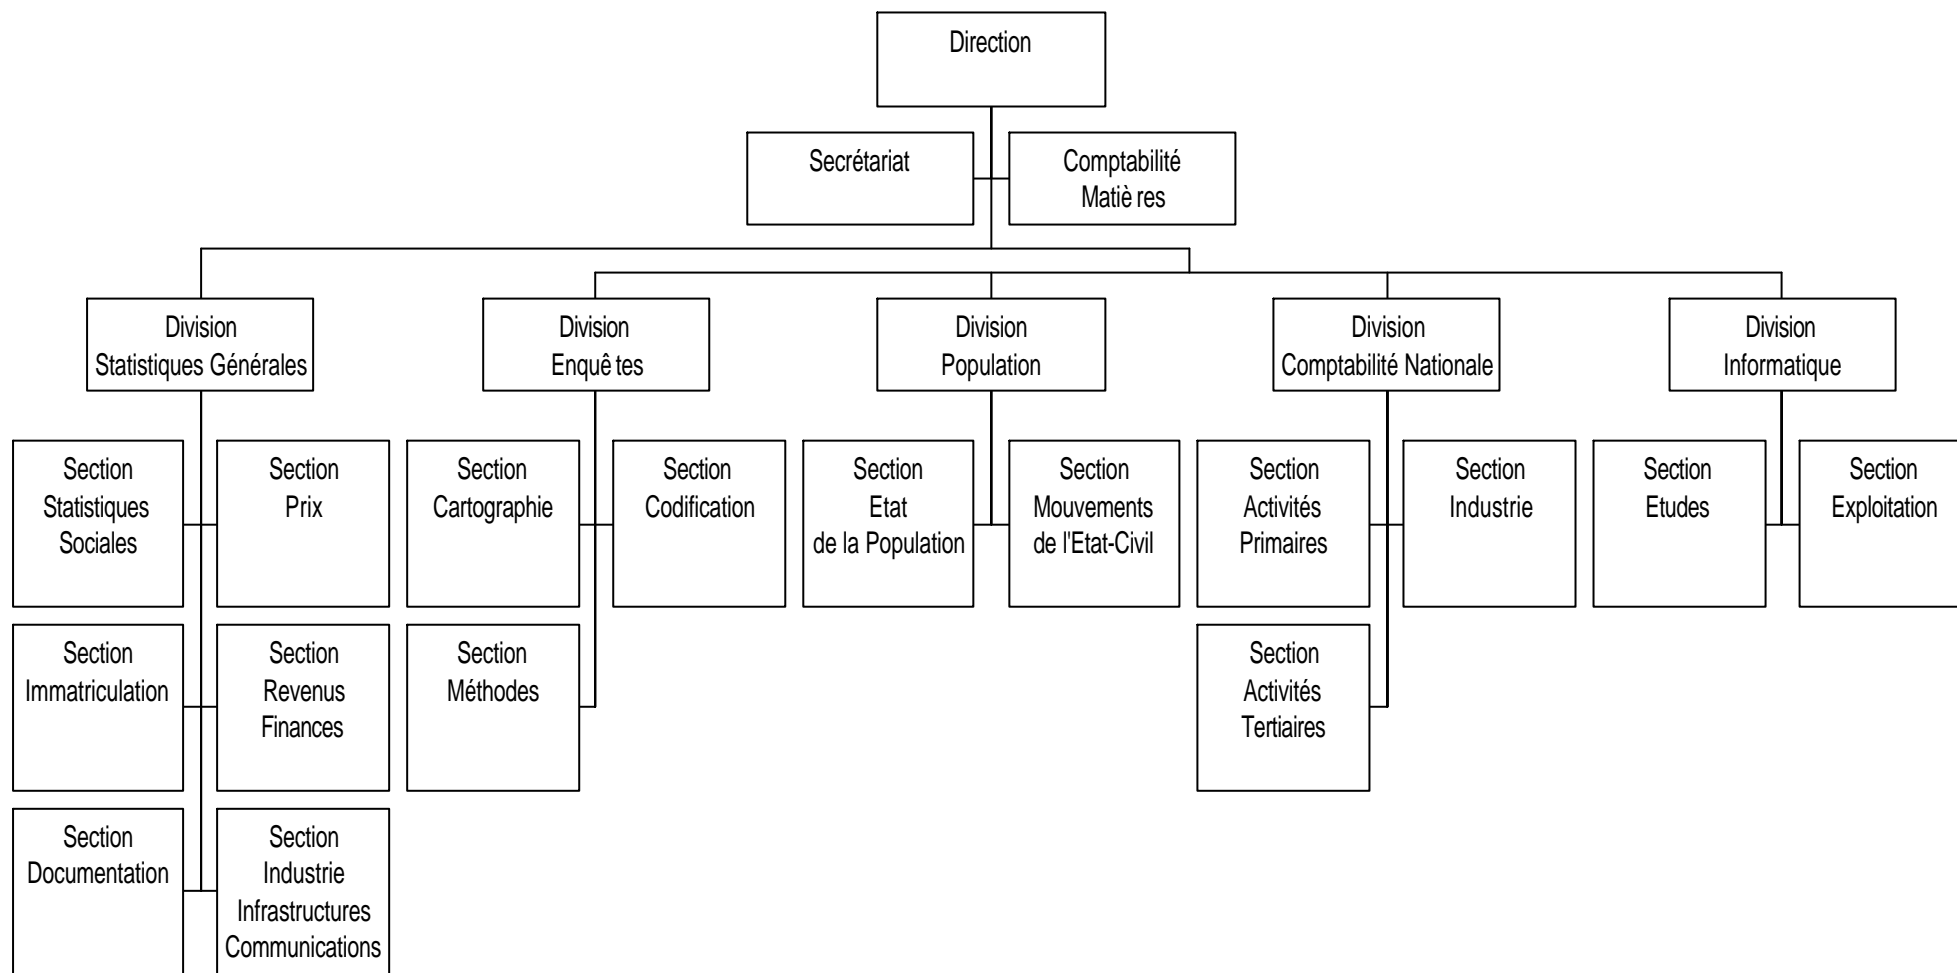 Direction
Secrétariat
Comptabilité
Matiè res
Division
Statistiques Générales
Division
Enquê tes
Division
Population
Division
Comptabilité Nationale
Division
Informatique
Section
Statistiques
Sociales
Section
Prix
Section
Cartographie
Section
Codification
Section
Etat
de la Population
Section
Mouvements
de l'Etat-Civil
Section
Activités
Primaires
Section
Industrie
Section
Etudes
Section
Exploitation
Section
Immatriculation
Section
Revenus
Finances
Section
Méthodes
Section
Activités
Tertiaires
Section
Documentation
Section
Industrie
Infrastructures
Communications